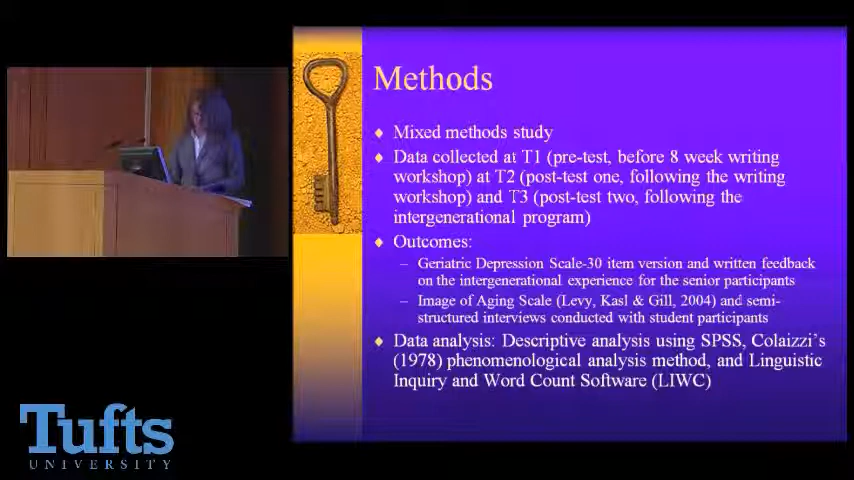 Methods
Mixed methods study
Data collected at T1 (pre-test, before 8 week writing
workshop) at T2 (post-test one, following the writing
workshop) and T3 (post-test two, following the
intergenerational program)
Outcomes:
– Geriatric Depression Scale-30 item version and written feedback
on the intergenerational experience for the senior participants
– Image of Aging Scale (Levy, Kasl & Gill, 2004) and semi-
structured interviews conducted with student participants
Data analysis: Descriptive analysis using SPSS, Colaizzi's
(1978) phenomenological analysis method, and Linguistic
Inquiry and Word Count Software (LIWC)
Tufts
UNIVERSITY